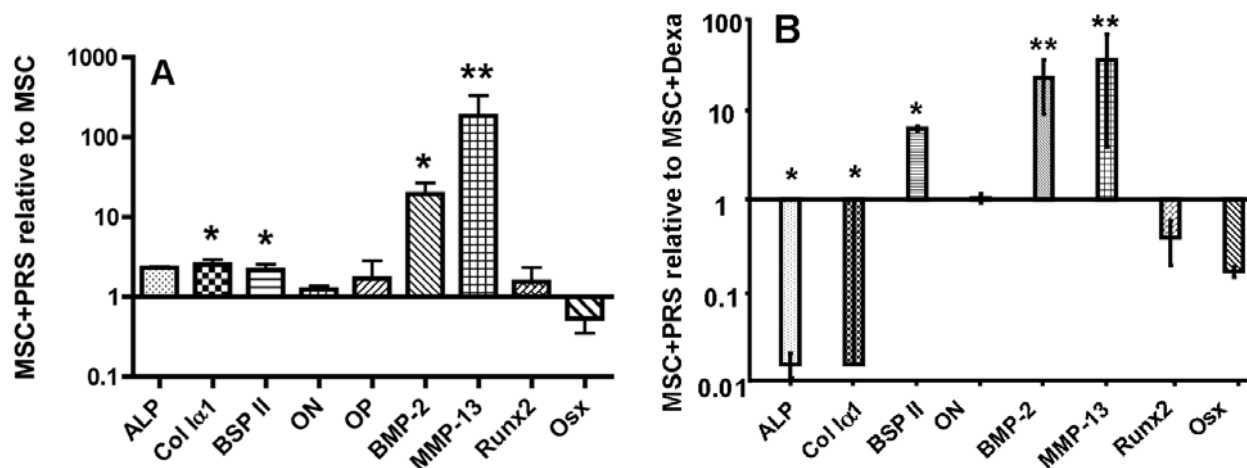 A
MSC+PRS relative to MSC
1000
100
10
1
0.1
*
*
*
**
ALP
Col Iα1
BSP II
ON
OP
BMP-2
MMP-13
Runx2
Osx
B
MSC+PRS relative to MSC+Dexa
100
10
1
0.1
0.01
*
*
*
**
**
ALP
Col Iα1
BSP II
ON
BMP-2
MMP-13
Runx2
Osx